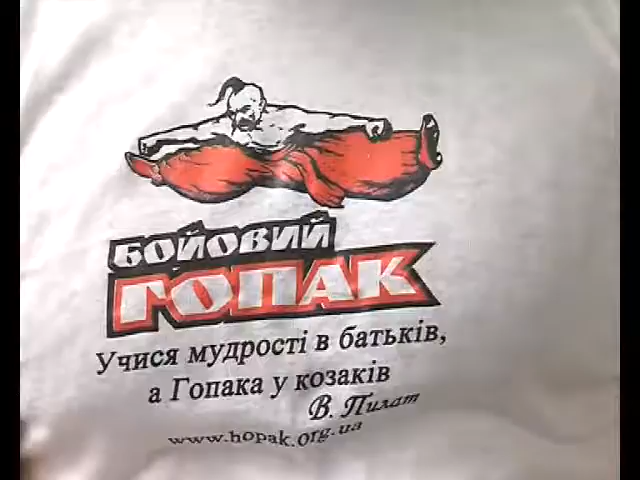 БОЙОВИЙ
ГОПАК
Учися мудрості в батьків,
а Гопака у козаків
В. Пилат
www.hopak.org.ua